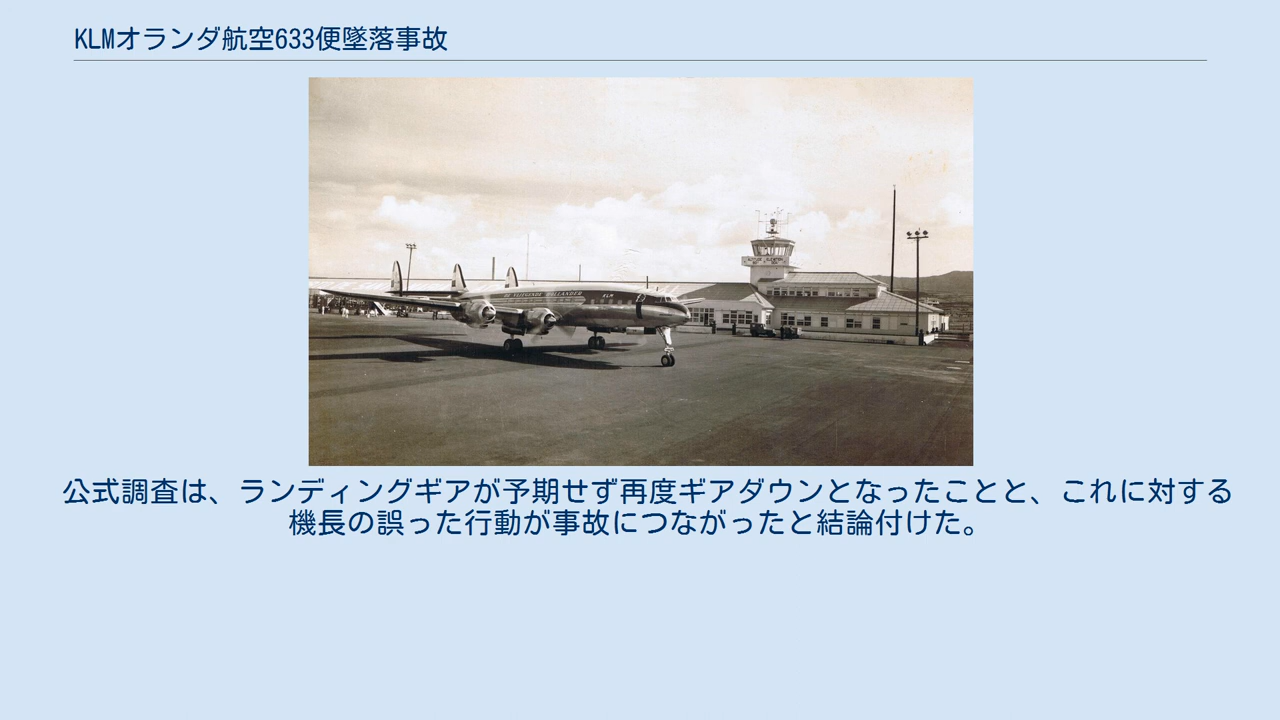 KLMオランダ航空633便墜落事故
DE VLIEGENDE HOLLANDER
KLM
公式調査は、ランディングギアが予期せず再度ギアダウンとなったことと、これに対する
機長の誤った行動が事故につながったと結論付けた。